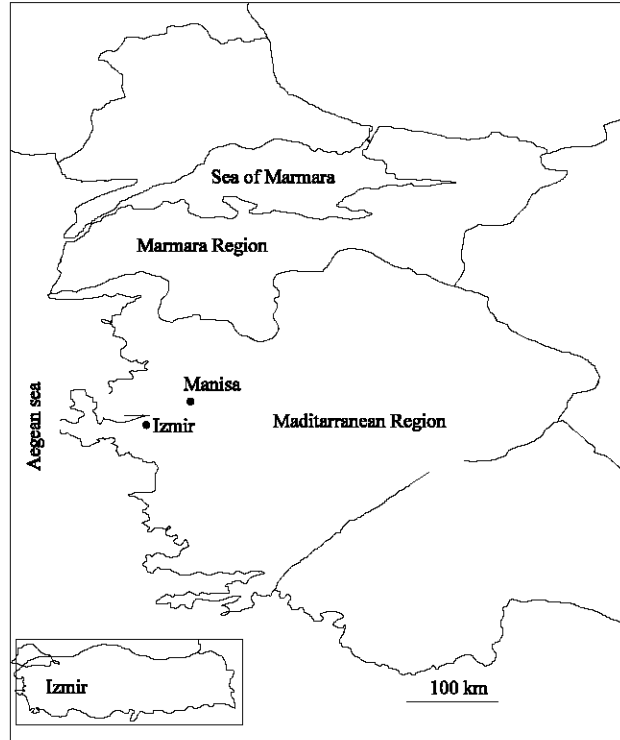 Sea of Marmara
Marmara Region
Manisa
Izmir
Maditarranean Region
Aegean sea
Izmir
100 km